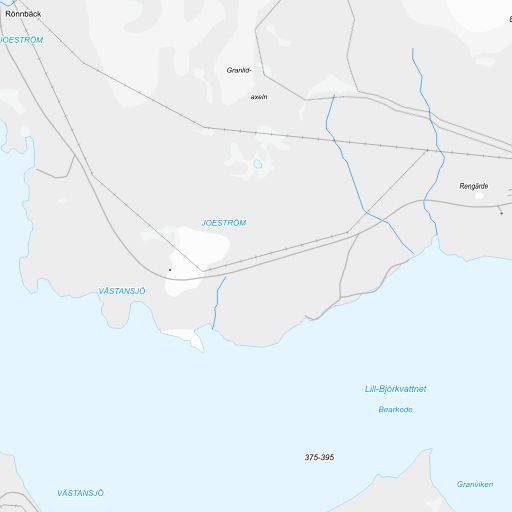 Rönnbäck
JOESTRÖM
Granlid-
axeln
Rengärde
JOESTRÖM
VÄSTANSJÖ
Lill-Björkvattnet
Bearkede
375-395
Granviken
VÄSTANSJÖ